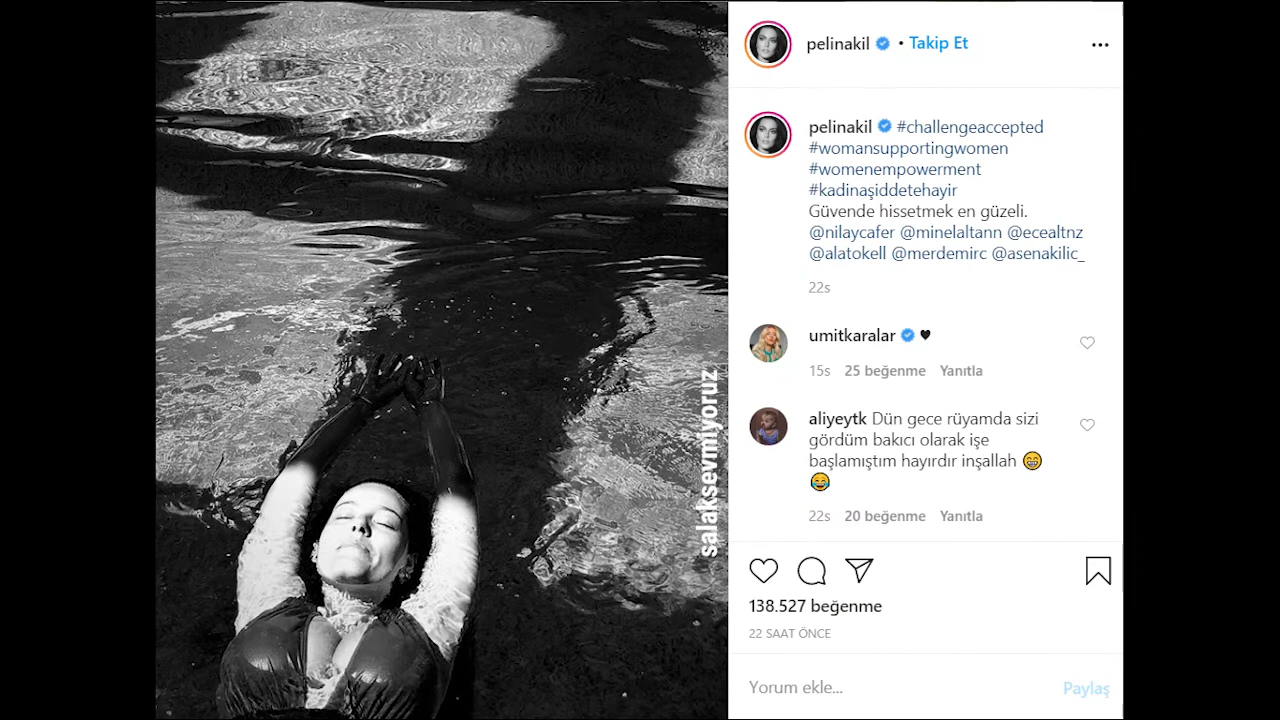 pelinakil • Takip Et
pelinakil #challengeaccepted
#womansupportingwomen
#womenempowerment
#kadinaşiddetehayir
Güvende hissetmek en güzeli.
@nilaycafer @minelaltann @ecealtnz
@alatokell @merdemirc @asenakilic_
22s
umitkaralar
15s 25 beğenme Yanıtla
aliyeytk Dün gece rüyamda sizi
gördüm bakıcı olarak işe
başlamıştım hayırdır inşallah 😁
😂
22s 20 beğenme Yanıtla
138.527 beğenme
22 SAAT ÖNCE
Yorum ekle... Paylaş
salaksevmiyoruz